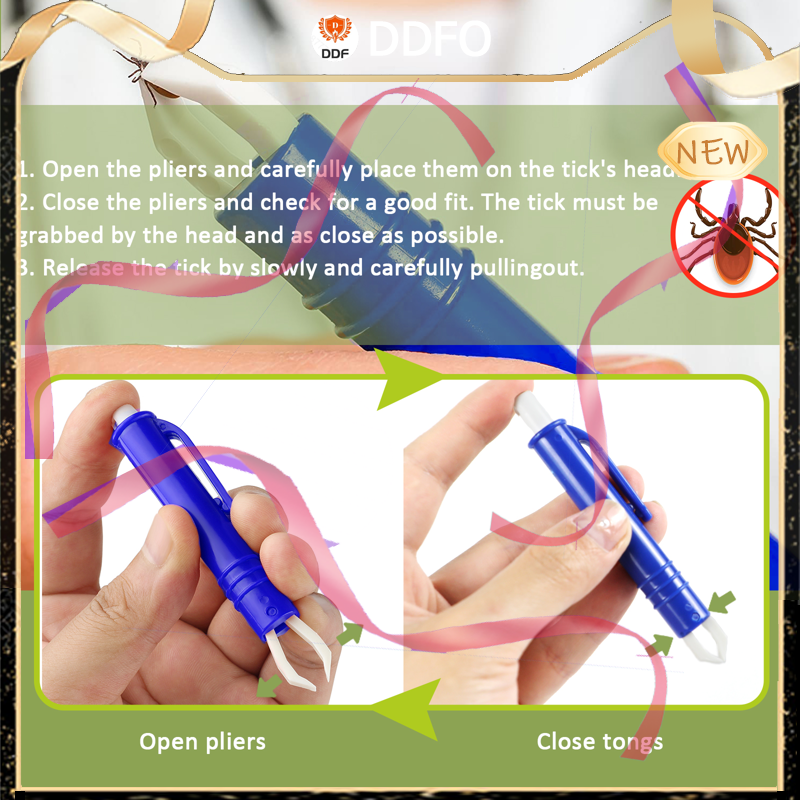 DDF
DDFO
NEW
1. Open the pliers and carefully place them on the tick's head.
2. Close the pliers and check for a good fit. The tick must be
grabbed by the head and as close as possible.
3. Release the tick by slowly and carefully pullingout.
Open pliers
Close tongs